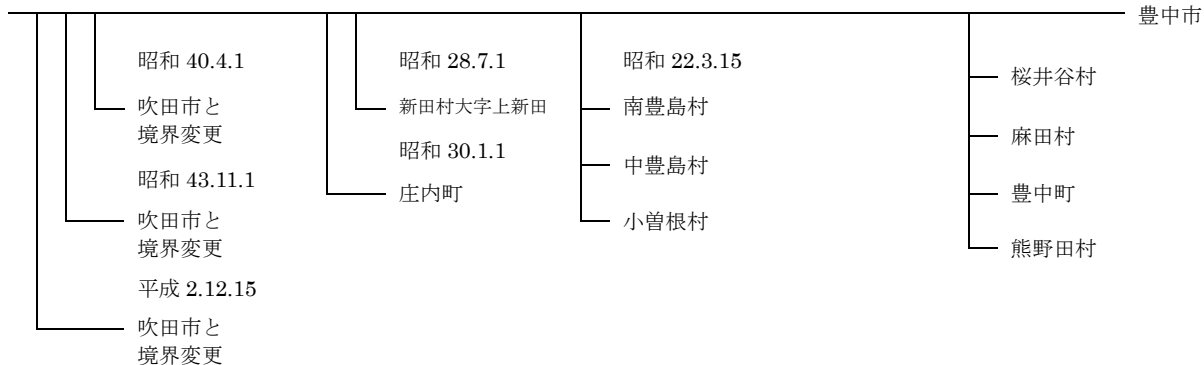 豊中市
昭和 40.4.1
吹田市と
境界変更
昭和 43.11.1
吹田市と
境界変更
平成 2.12.15
吹田市と
境界変更
昭和 28.7.1
新田村大字上新田
昭和 30.1.1
庄内町
昭和 22.3.15
南豊島村
中豊島村
小曽根村
桜井谷村
麻田村
豊中町
熊野田村